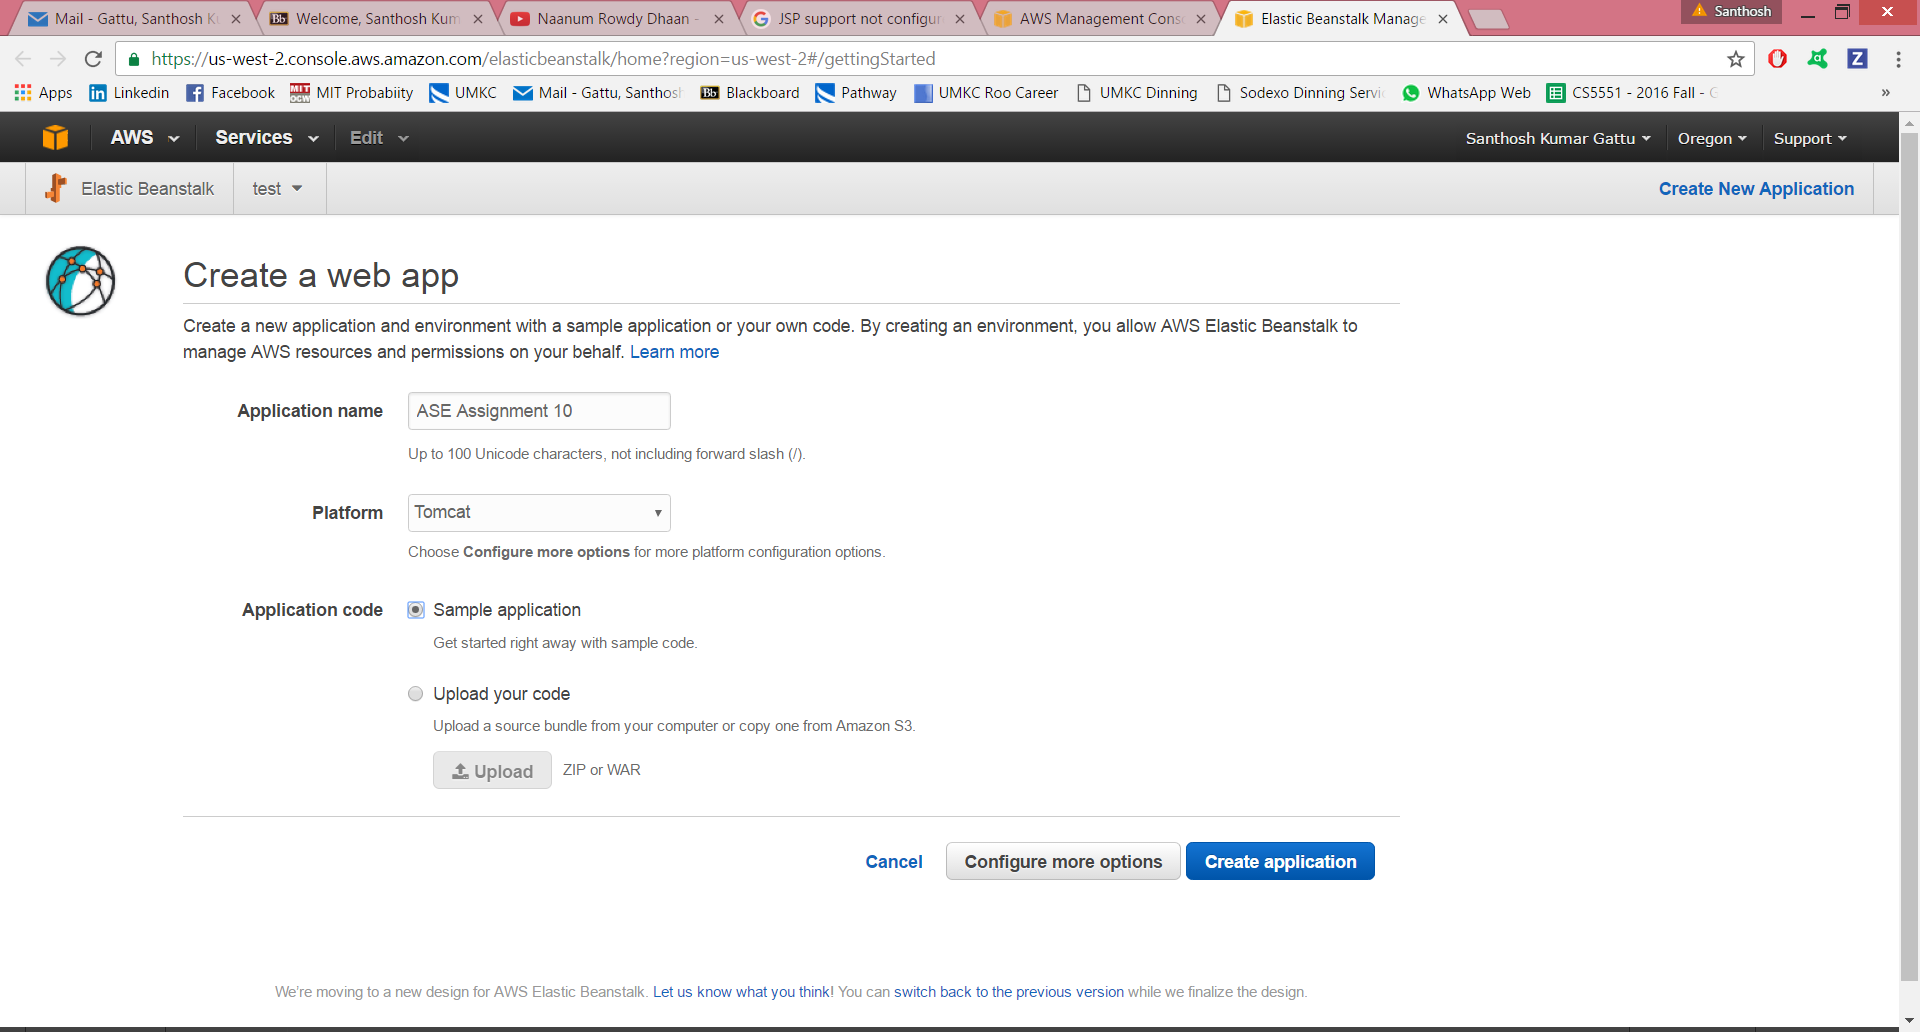 Mail - Gattu, Santhosh Ku
Welcome, Santhosh Kum
Naanum Rowdy Dhaan -
JSP support not configur
AWS Management Conso
Elastic Beanstalk Manage
Santhosh
https://us-west-2.console.aws.amazon.com/elasticbeanstalk/home?region=us-west-2#/gettingStarted
Apps
Linkedin
Facebook
MIT Probabiity
UMKC
Mail - Gattu, Santhosh
Blackboard
Pathway
UMKC Roo Career
UMKC Dinning
Sodexo Dinning Servic
WhatsApp Web
CS5551 - 2016 Fall - G
»
AWS
Services
Edit
Santhosh Kumar Gattu
Oregon
Support
Elastic Beanstalk
test
Create New Application
Create a web app
Create a new application and environment with a sample application or your own code. By creating an environment, you allow AWS Elastic Beanstalk to
manage AWS resources and permissions on your behalf. Learn more
Application name
ASE Assignment 10
Up to 100 Unicode characters, not including forward slash (/).
Platform
Tomcat
Choose Configure more options for more platform configuration options.
Application code
Sample application
Get started right away with sample code.
Upload your code
Upload a source bundle from your computer or copy one from Amazon S3.
Upload
ZIP or WAR
Cancel
Configure more options
Create application
We're moving to a new design for AWS Elastic Beanstalk. Let us know what you think! You can switch back to the previous version while we finalize the design.